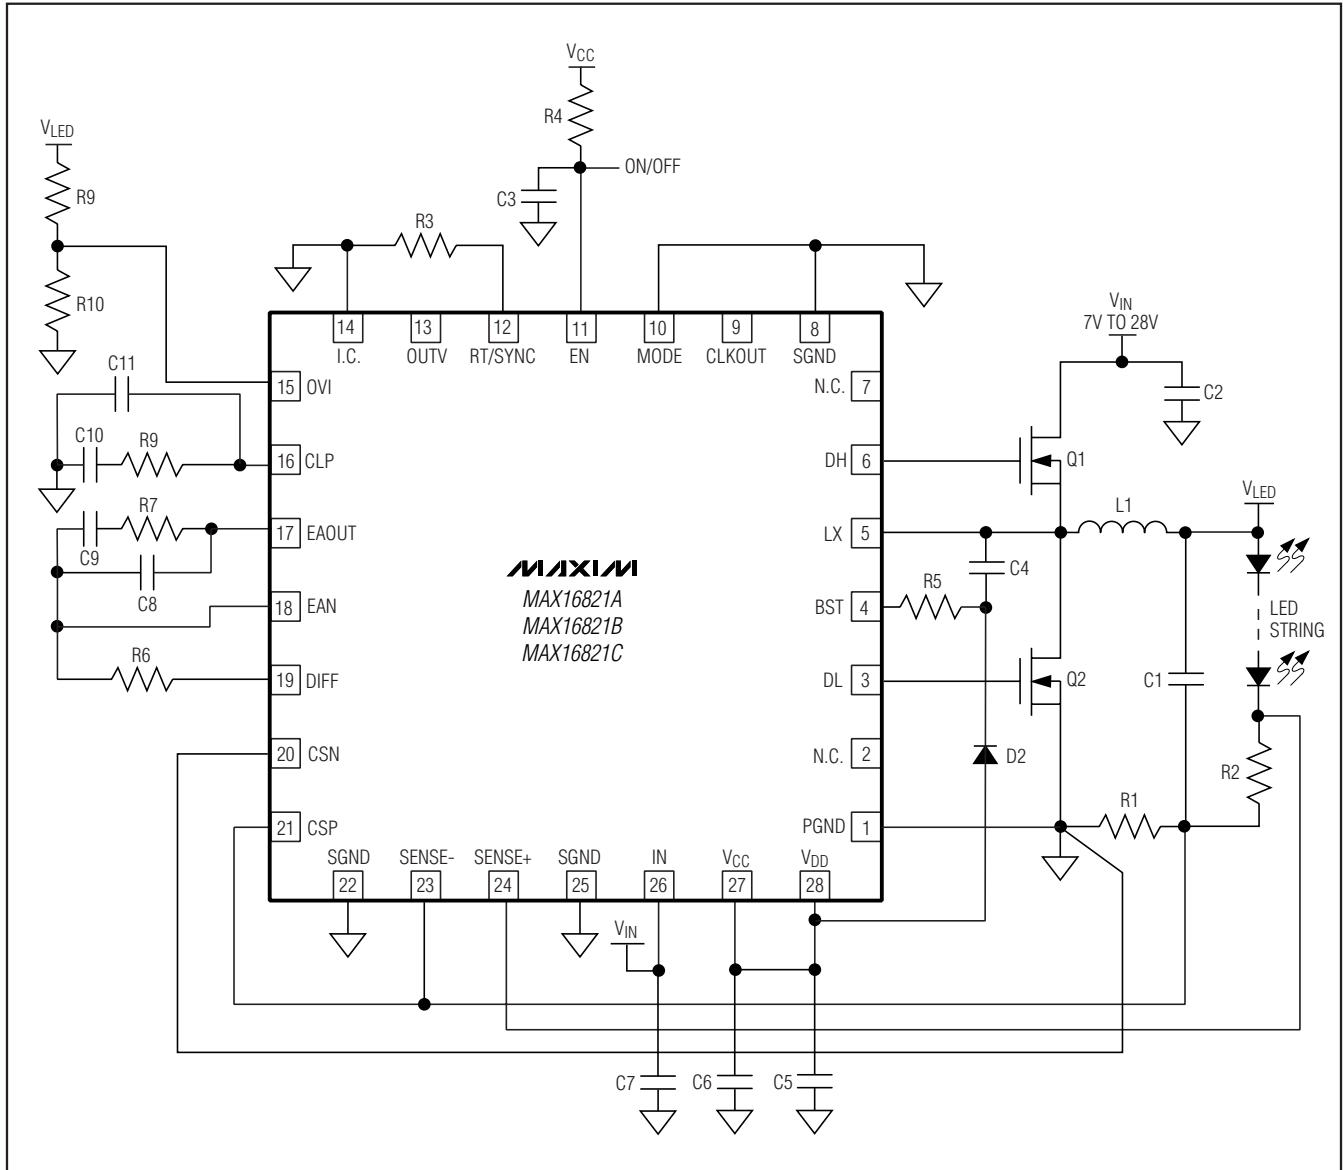 VCC
R4
ON/OFF
C3
VLED
R9
R10
R3
14
13
12
11
10
9
8
I.C.
OUTV
RT/SYNC
EN
MODE
CLKOUT
SGND
VIN
7V TO 28V
C2
C11
15
OVI
N.C.
7
C10
R9
16
CLP
DH
6
Q1
VLED
C9
R7
17
EAOUT
LX
5
L1
C8
C4
MAXIM
MAX16821A
MAX16821B
MAX16821C
18
EAN
BST
4
R5
LED
STRING
R6
19
DIFF
DL
3
Q2
C1
20
CSN
N.C.
2
D2
R2
21
CSP
PGND
1
R1
SGND
SENSE-
SENSE+
SGND
IN
VCC
VDD
22
23
24
25
26
27
28
VIN
C7
C6
C5